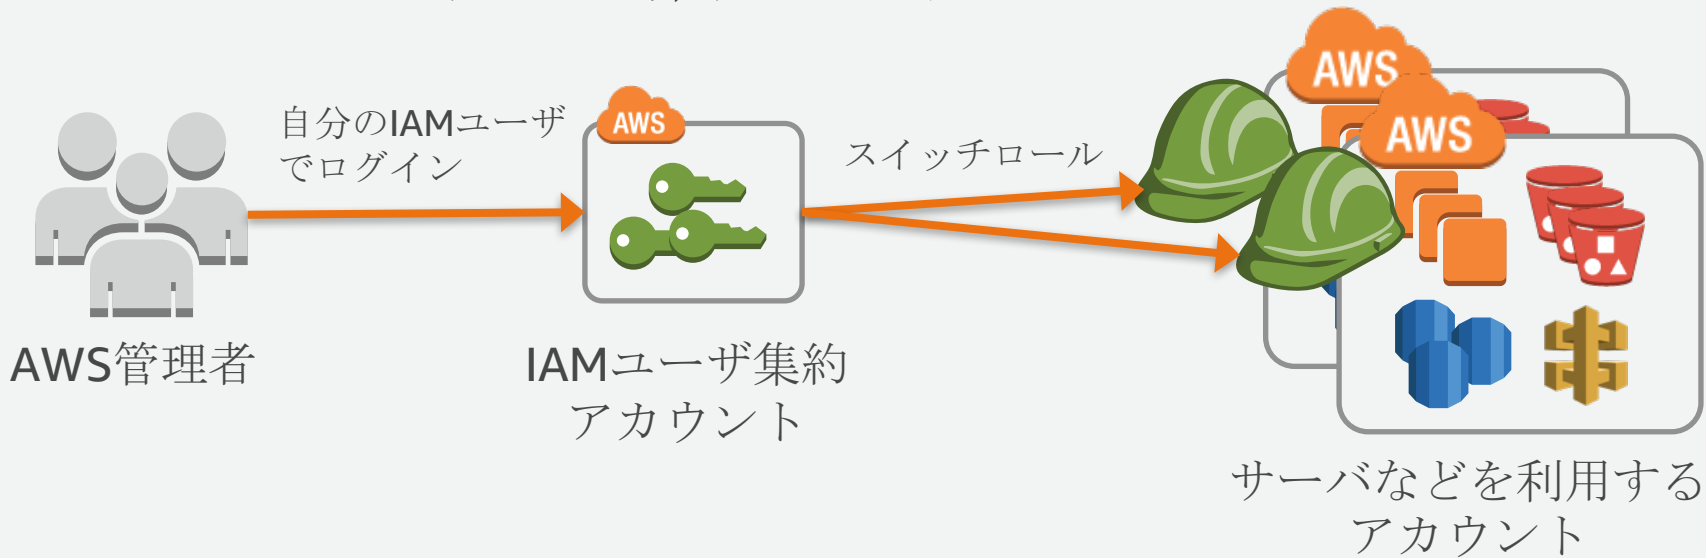 自分のIAMユーザ
でログイン
AWS
スイッチロール
AWS
AWS
AWS管理者
IAMユーザ集約
アカウント
サーバなどを利用する
アカウント